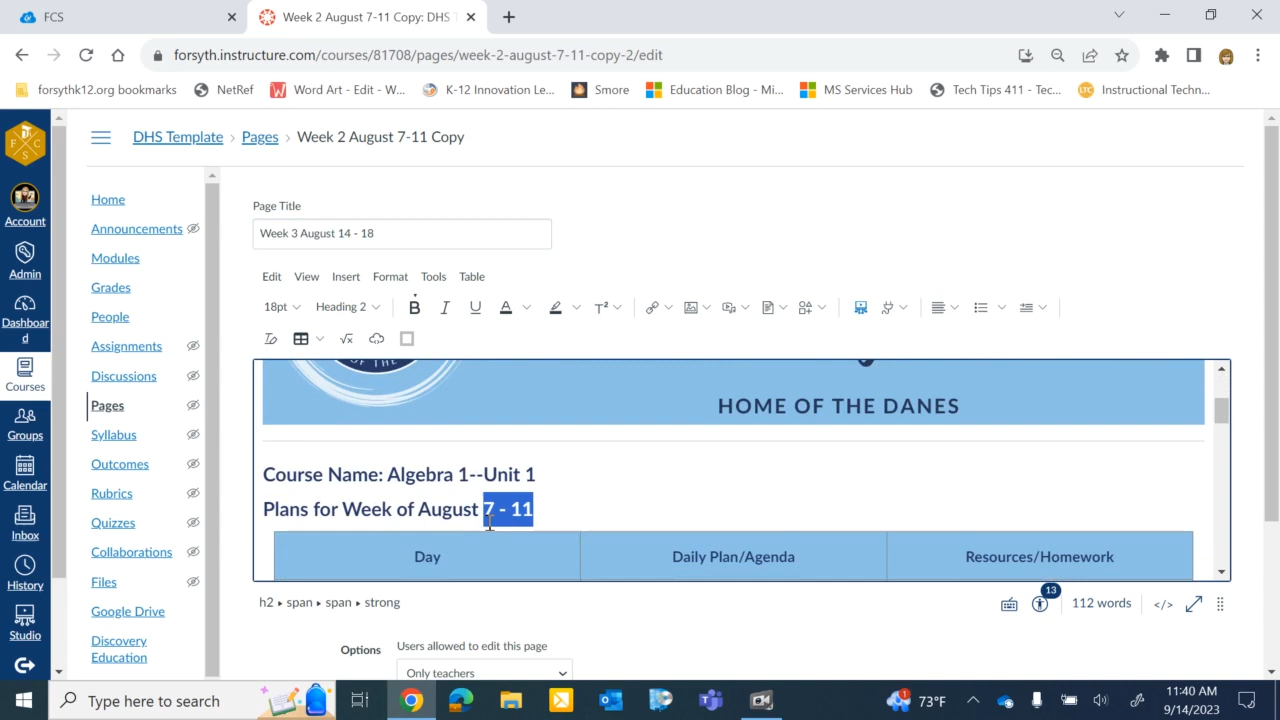 FCS
Week 2 August 7-11 Copy: DHS T
forsyth.instructure.com/courses/81708/pages/week-2-august-7-11-copy-2/edit
forsythk12.org bookmarks
NetRef
Word Art - Edit - W...
K-12 Innovation Le...
Smore
Education Blog - Mi...
MS Services Hub
Tech Tips 411 - Tec...
LTC
Instructional Techn...
F C
S
Account
Admin
Dashboar
d
Courses
Groups
Calendar
Inbox
History
Studio
DHS Template › Pages › Week 2 August 7-11 Copy
Home
Announcements
Modules
Grades
People
Assignments
Discussions
Pages
Syllabus
Outcomes
Rubrics
Quizzes
Collaborations
Files
Google Drive
Discovery
Education
Page Title
Week 3 August 14 - 18
Edit View Insert Format Tools Table
18pt Heading 2 B I U A T²
√x
OF THE
HOME OF THE DANES
Course Name: Algebra 1--Unit 1
Plans for Week of August 7 - 11
Day Daily Plan/Agenda Resources/Homework
h2 ▸ span ▸ span ▸ strong
13
112 words
</>
Options
Users allowed to edit this page
Only teachers
Type here to search
1
73°F
11:40 AM
9/14/2023